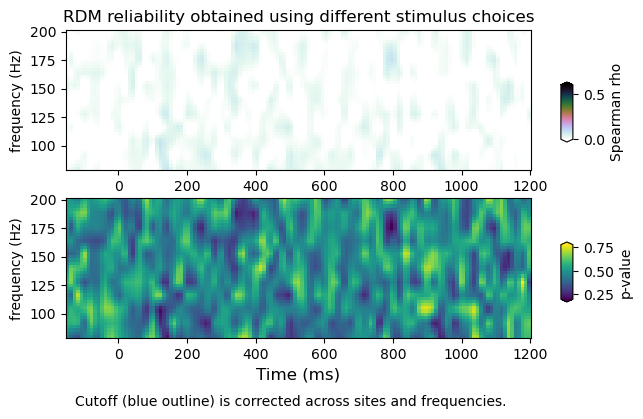 RDM reliability obtained using different stimulus choices
200
175
150
125
100
frequency (Hz)
0 200 400 600 800 1000 1200
0.5
0.0
Spearman rho
200
175
150
125
100
frequency (Hz)
0 200 400 600 800 1000 1200
Time (ms)
0.75
0.50
0.25
p-value
Cutoff (blue outline) is corrected across sites and frequencies.